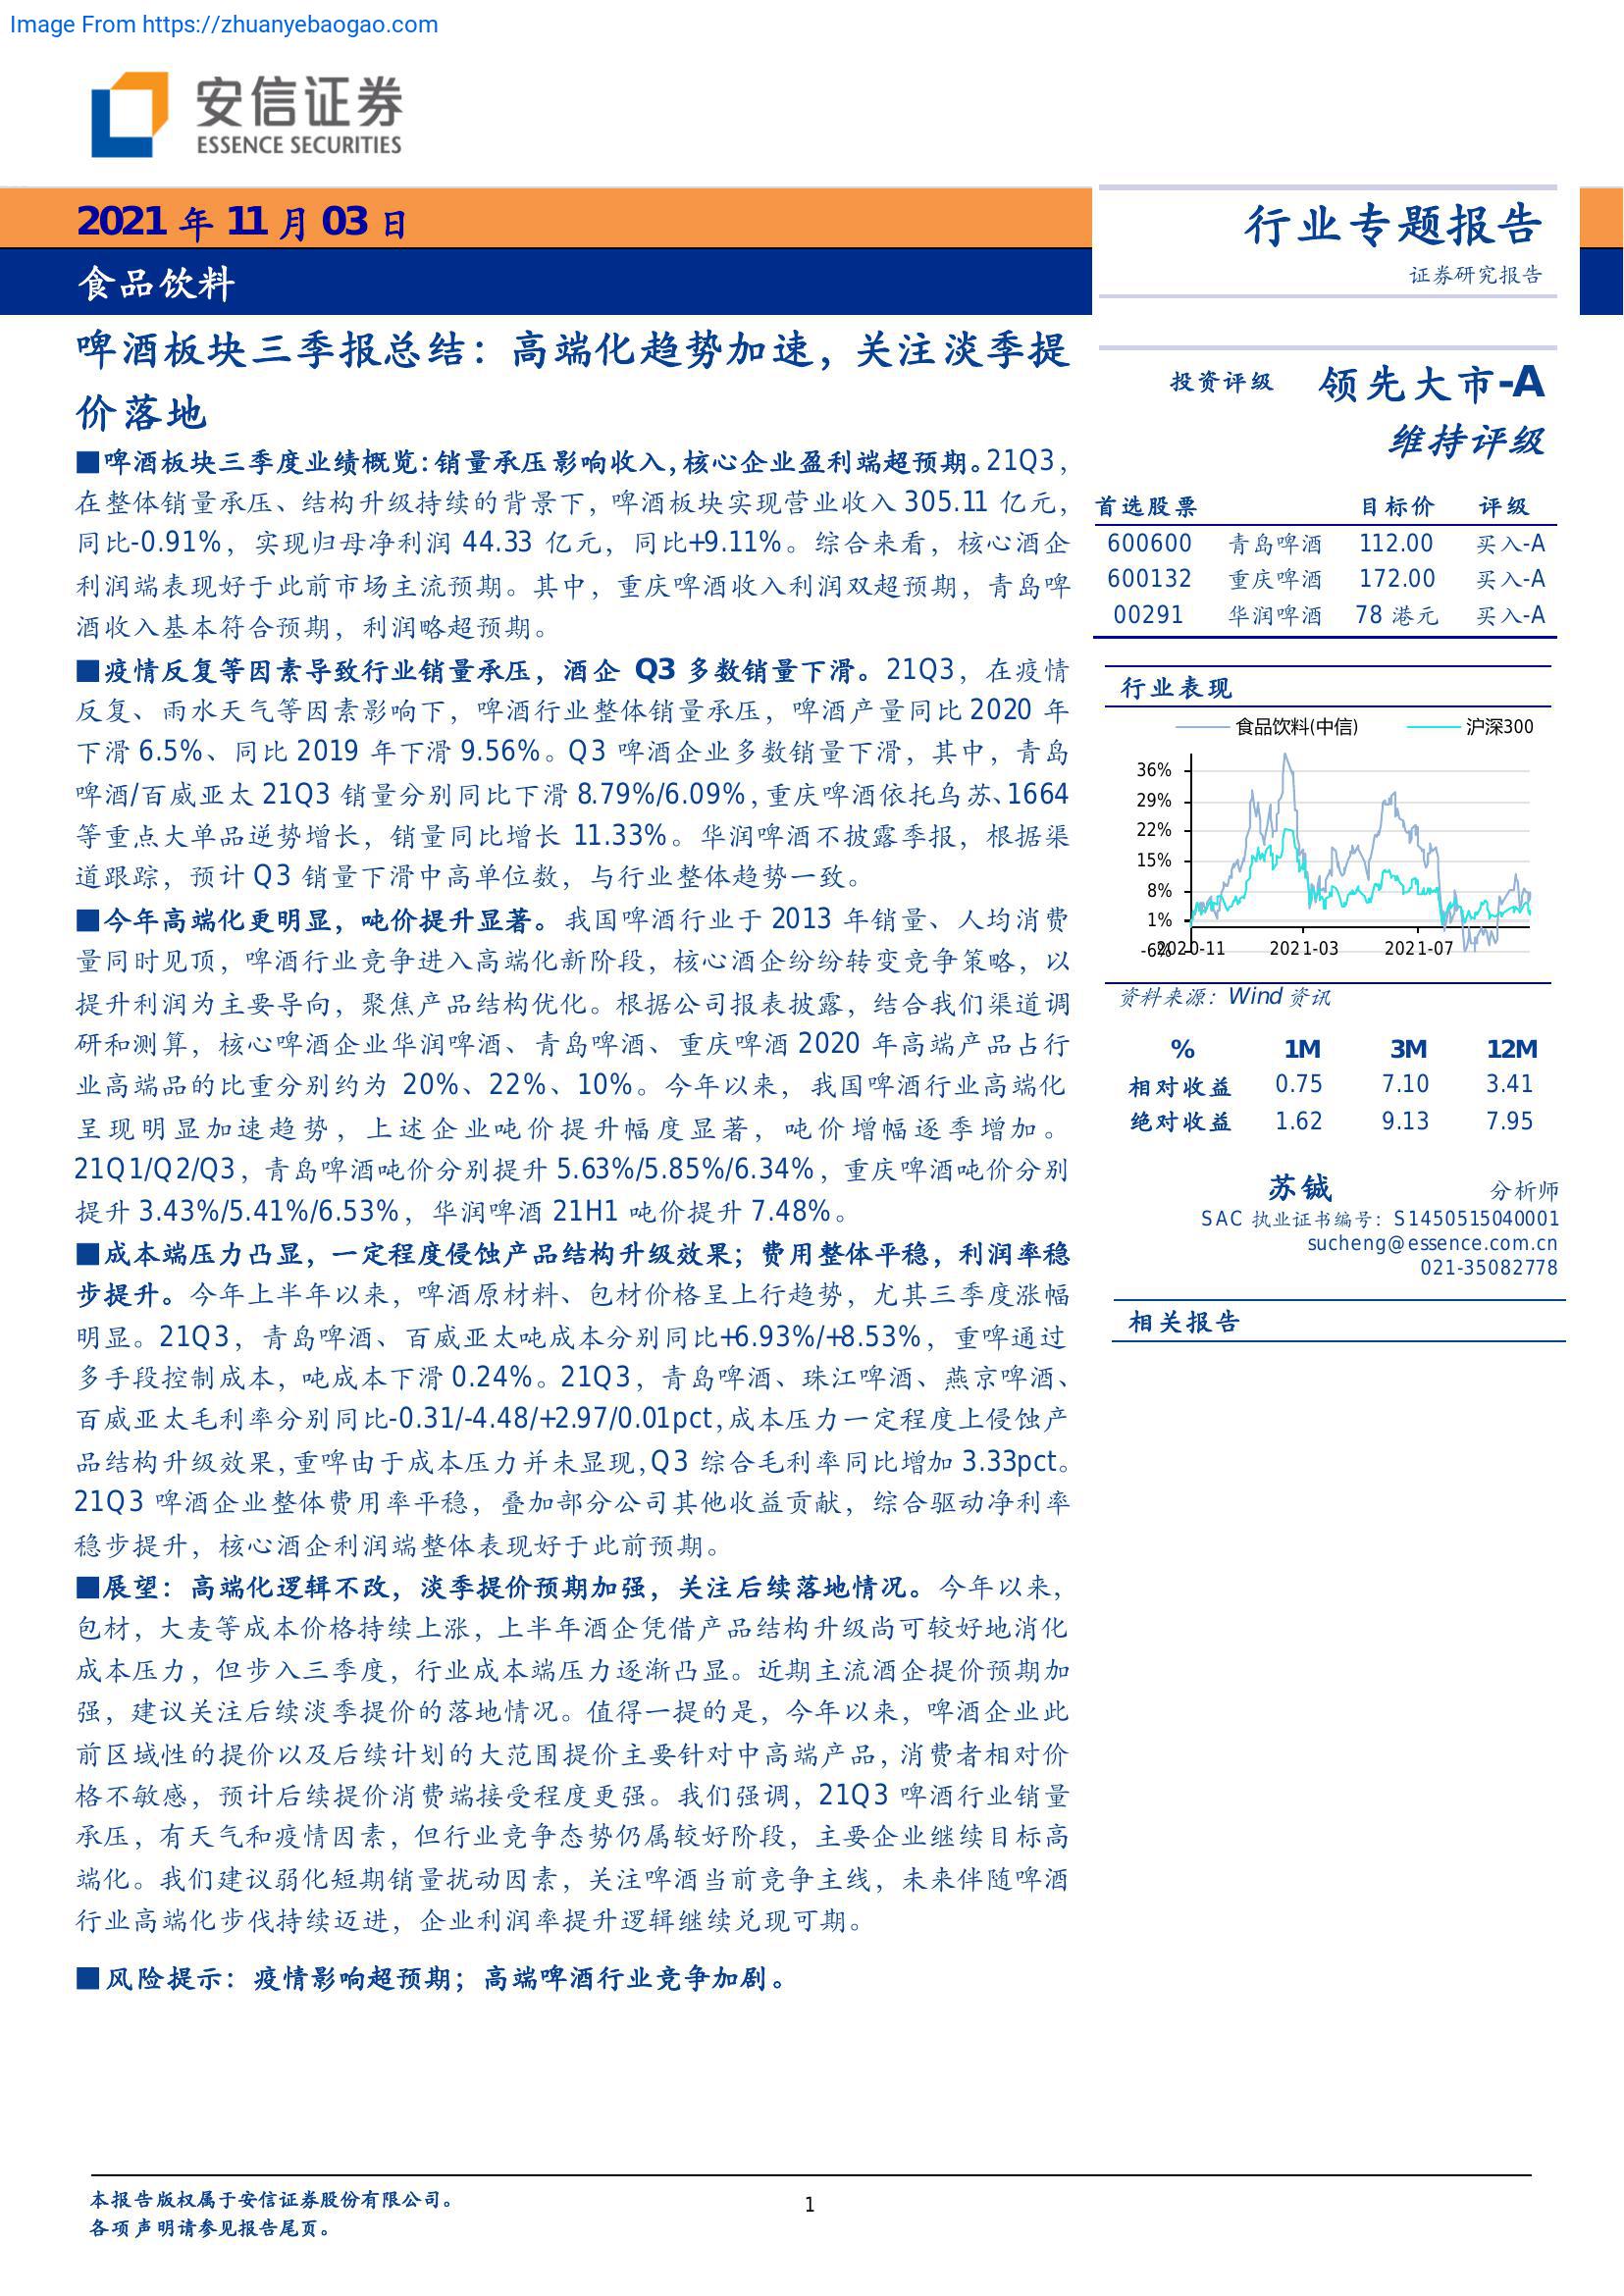 Image From https://zhuanyebaogao.com
安信证券
ESSENCE SECURITIES
2021 年 11 月 03 日
食品饮料
行业专题报告
证券研究报告
啤酒板块三季报总结：高端化趋势加速，关注淡季提
价落地
■啤酒板块三季度业绩概览：销量承压影响收入，核心企业盈利端超预期。21Q3，
在整体销量承压、结构升级持续的背景下，啤酒板块实现营业收入 305.11 亿元，
同比-0.91%，实现归母净利润 44.33 亿元，同比+9.11%。综合来看，核心酒企
利润端表现好于此前市场主流预期。其中，重庆啤酒收入利润双超预期，青岛啤
酒收入基本符合预期，利润略超预期。
■疫情反复等因素导致行业销量承压，酒企 Q3 多数销量下滑。21Q3，在疫情
反复、雨水天气等因素影响下，啤酒行业整体销量承压，啤酒产量同比 2020 年
下滑 6.5%、同比 2019 年下滑 9.56%。Q3 啤酒企业多数销量下滑，其中，青岛
啤酒/百威亚太 21Q3 销量分别同比下滑 8.79%/6.09%，重庆啤酒依托乌苏、1664
等重点大单品逆势增长，销量同比增长 11.33%。华润啤酒不披露季报，根据渠
道跟踪，预计 Q3 销量下滑中高单位数，与行业整体趋势一致。
■今年高端化更明显，吨价提升显著。我国啤酒行业于 2013 年销量、人均消费
量同时见顶，啤酒行业竞争进入高端化新阶段，核心酒企纷纷转变竞争策略，以
提升利润为主要导向，聚焦产品结构优化。根据公司报表披露，结合我们渠道调
研和测算，核心啤酒企业华润啤酒、青岛啤酒、重庆啤酒 2020 年高端产品占行
业高端品的比重分别约为 20%、22%、10%。今年以来，我国啤酒行业高端化
呈现明显加速趋势，上述企业吨价提升幅度显著，吨价增幅逐季增加。
21Q1/Q2/Q3，青岛啤酒吨价分别提升 5.63%/5.85%/6.34%，重庆啤酒吨价分别
提升 3.43%/5.41%/6.53%，华润啤酒 21H1 吨价提升 7.48%。
■成本端压力凸显，一定程度侵蚀产品结构升级效果；费用整体平稳，利润率稳
步提升。今年上半年以来，啤酒原材料、包材价格呈上行趋势，尤其三季度涨幅
明显。21Q3，青岛啤酒、百威亚太吨成本分别同比+6.93%/+8.53%，重啤通过
多手段控制成本，吨成本下滑 0.24%。21Q3，青岛啤酒、珠江啤酒、燕京啤酒、
百威亚太毛利率分别同比-0.31/-4.48/+2.97/0.01pct，成本压力一定程度上侵蚀产
品结构升级效果，重啤由于成本压力并未显现，Q3 综合毛利率同比增加 3.33pct。
21Q3 啤酒企业整体费用率平稳，叠加部分公司其他收益贡献，综合驱动净利率
稳步提升，核心酒企利润端整体表现好于此前预期。
■展望：高端化逻辑不改，淡季提价预期加强，关注后续落地情况。今年以来，
包材，大麦等成本价格持续上涨，上半年酒企凭借产品结构升级尚可较好地消化
成本压力，但步入三季度，行业成本端压力逐渐凸显。近期主流酒企提价预期加
强，建议关注后续淡季提价的落地情况。值得一提的是，今年以来，啤酒企业此
前区域性的提价以及后续计划的大范围提价主要针对中高端产品，消费者相对价
格不敏感，预计后续提价消费端接受程度更强。我们强调，21Q3 啤酒行业销量
承压，有天气和疫情因素，但行业竞争态势仍属较好阶段，主要企业继续目标高
端化。我们建议弱化短期销量扰动因素，关注啤酒当前竞争主线，未来伴随啤酒
行业高端化步伐持续迈进，企业利润率提升逻辑继续兑现可期。
■风险提示：疫情影响超预期；高端啤酒行业竞争加剧。
投资评级 领先大市-A
维持评级
首选股票 目标价 评级
600600 青岛啤酒 112.00 买入-A
600132 重庆啤酒 172.00 买入-A
00291 华润啤酒 78 港元 买入-A
行业表现
食品饮料(中信) 沪深300
36%
29%
22%
15%
8%
1%
-6%
2020-11 2021-03 2021-07
资料来源：Wind 资讯
% 1M 3M 12M
相对收益 0.75 7.10 3.41
绝对收益 1.62 9.13 7.95
苏铖 分析师
SAC 执业证书编号：S1450515040001
sucheng@essence.com.cn
021-35082778
相关报告
本报告版权属于安信证券股份有限公司。
各项声明请参见报告尾页。
1